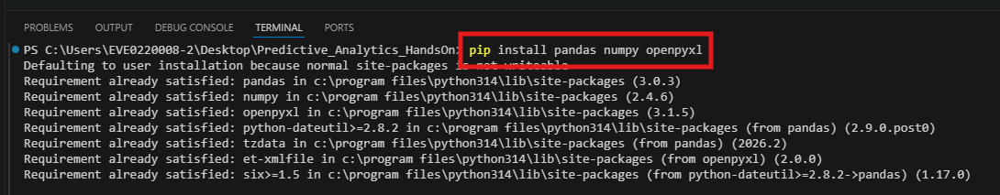 PROBLEMS OUTPUT DEBUG CONSOLE TERMINAL PORTS
PS C:\Users\EVE0220008-2\Desktop\Predictive_Analytics_HandsOn> pip install pandas numpy openpyxl
Defaulting to user installation because normal site-packages is not writeable
Requirement already satisfied: pandas in c:\program files\python314\lib\site-packages (3.0.3)
Requirement already satisfied: numpy in c:\program files\python314\lib\site-packages (2.4.6)
Requirement already satisfied: openpyxl in c:\program files\python314\lib\site-packages (3.1.5)
Requirement already satisfied: python-dateutil>=2.8.2 in c:\program files\python314\lib\site-packages (from pandas) (2.9.0.post0)
Requirement already satisfied: tzdata in c:\program files\python314\lib\site-packages (from pandas) (2026.2)
Requirement already satisfied: et-xmlfile in c:\program files\python314\lib\site-packages (from openpyxl) (2.0.0)
Requirement already satisfied: six>=1.5 in c:\program files\python314\lib\site-packages (from python-dateutil>=2.8.2->pandas) (1.17.0)